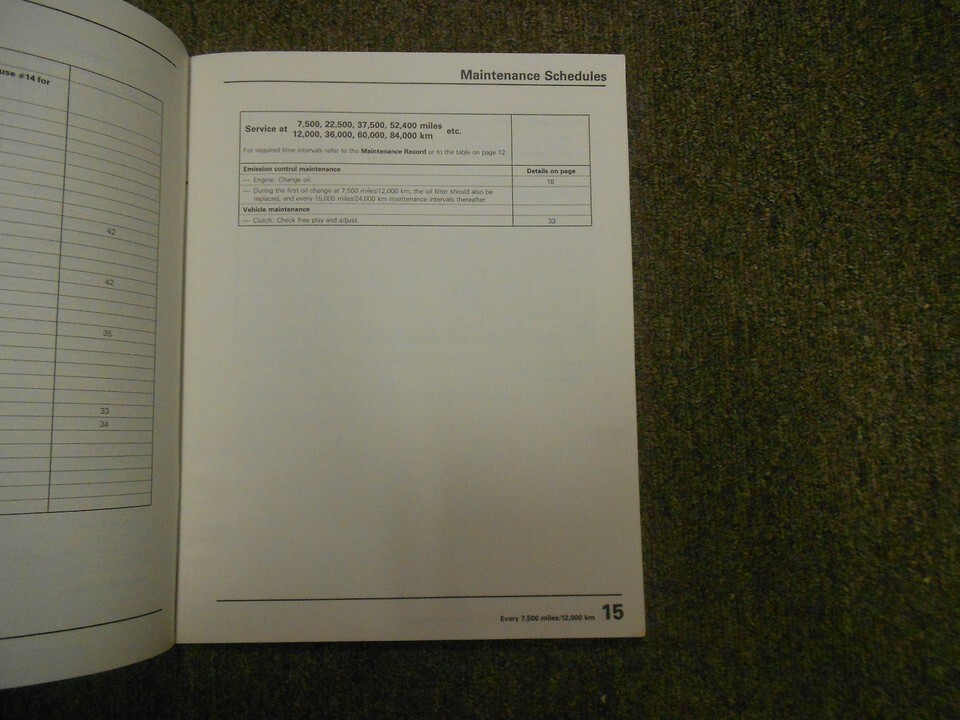 use #14 for
42
42
35
33
34
Maintenance Schedules
Service at 7,500, 22,500, 37,500, 52,400 miles etc.
12,000, 36,000, 60,000, 84,000 km
For required time intervals refer to the Maintenance Record or to the table on page 12
Emission control maintenance Details on page
— Engine: Change oil. 16
— During the first oil change at 7,500 miles/12,000 km, the oil filter should also be
replaced, and every 15,000 miles/24,000 km maintenance intervals thereafter
Vehicle maintenance
— Clutch: Check free play and adjust. 33
Every 7,500 miles/12,000 km 15